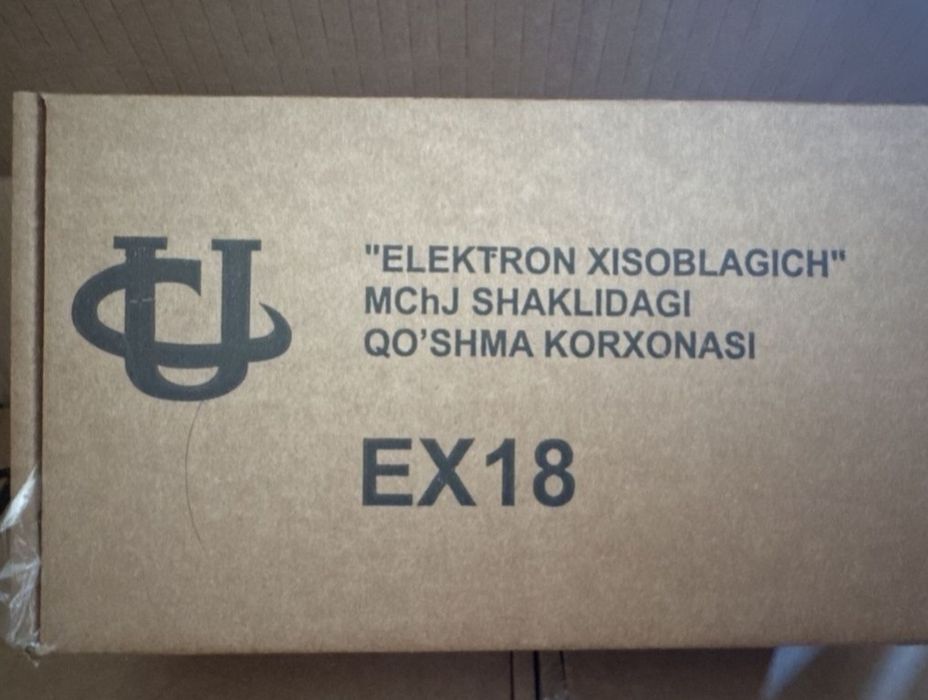 "ELEKTRON XISOBLAGICH"
MChJ SHAKLIDAGI
QO'SHMA KORXONASI
EX18